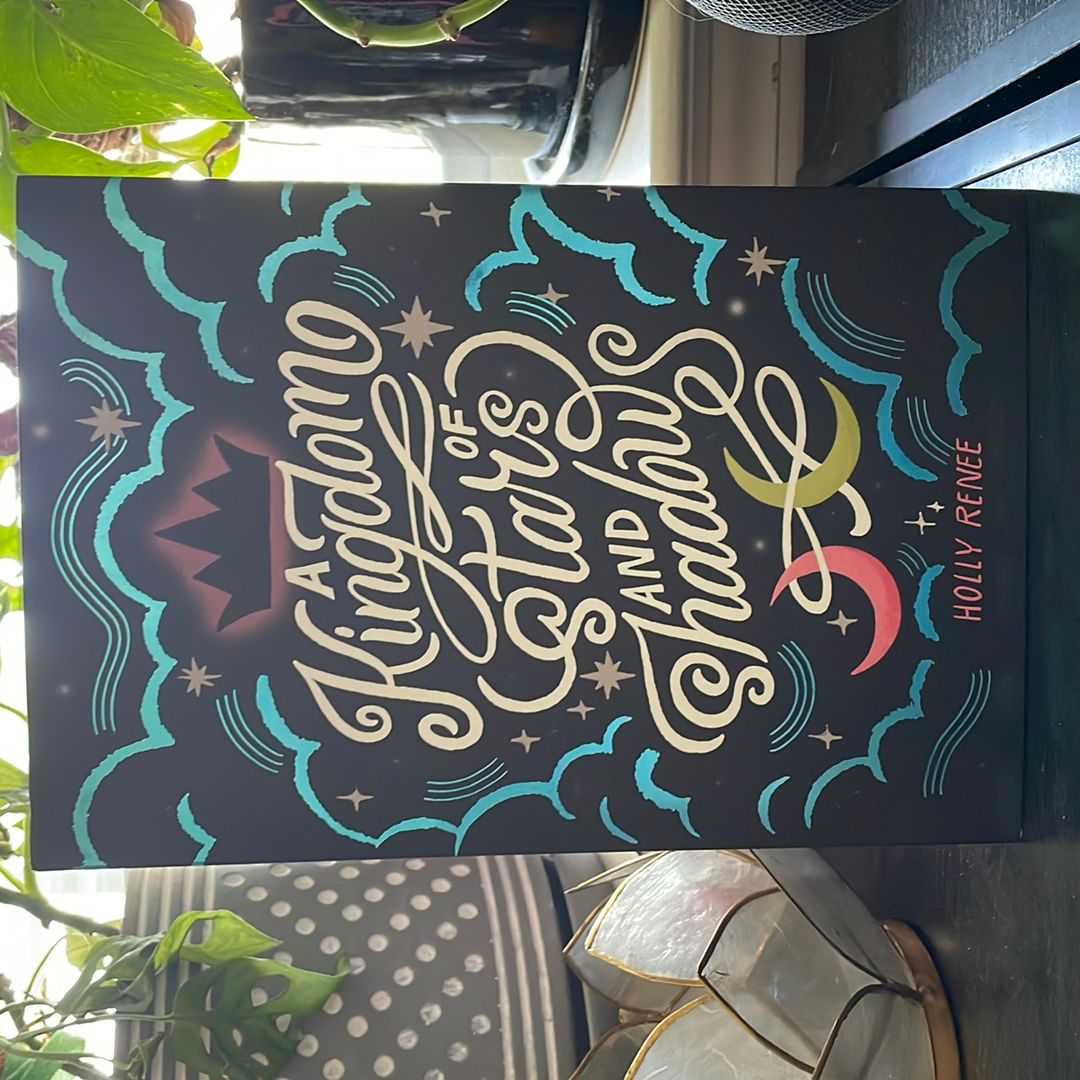 A
Kingdom
OF
Stars
AND
Shadows
HOLLY RENEE